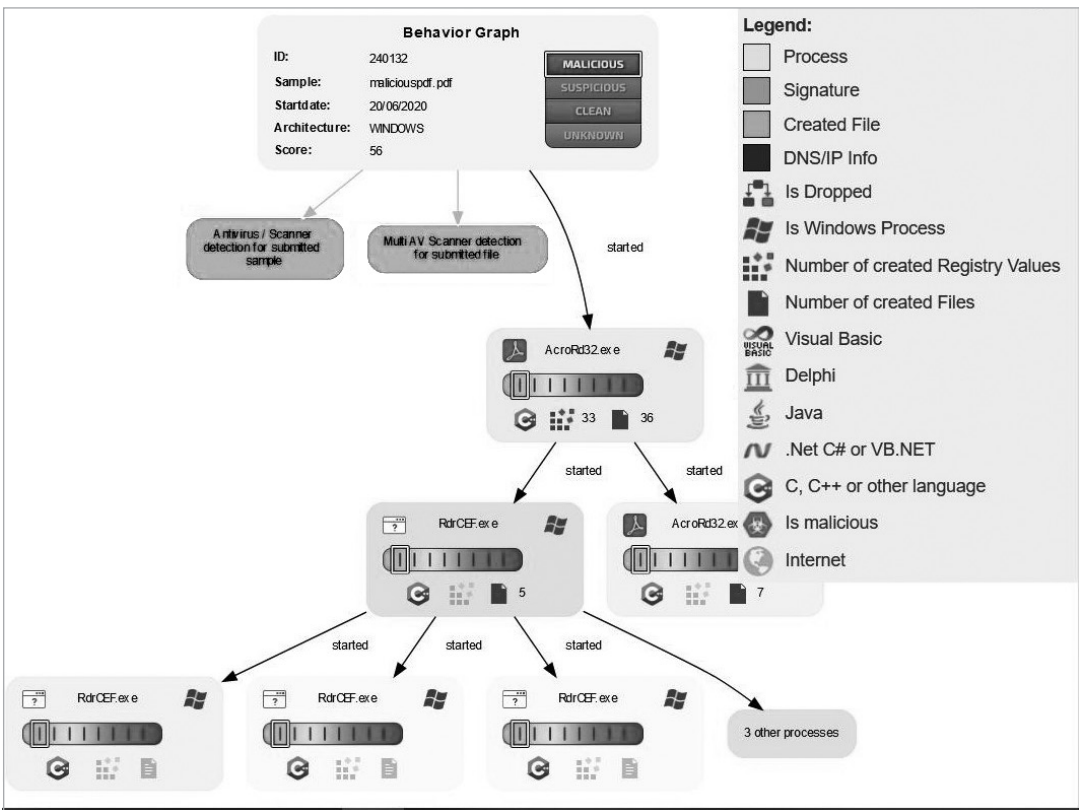 Behavior Graph
ID: 240132
Sample: maliciouspdf.pdf
Startdate: 20/06/2020
Architecture: WINDOWS
Score: 56
MALICIOUS
SUSPICIOUS
CLEAN
UNKNOWN
Antivirus / Scanner
detection for submitted
sample
Multi AV Scanner detection
for submitted file
started
AcroRd32.exe
33 36
started
started
RdrCEF.exe
5
AcroRd32.ex
7
started
started
started
RdrCEF.exe
RdrCEF.exe
RdrCEF.exe
3 other processes
Legend:
Process
Signature
Created File
DNS/IP Info
Is Dropped
Is Windows Process
Number of created Registry Values
Number of created Files
VISUAL
BASIC
Visual Basic
Delphi
Java
.Net C# or VB.NET
C, C++ or other language
Is malicious
Internet